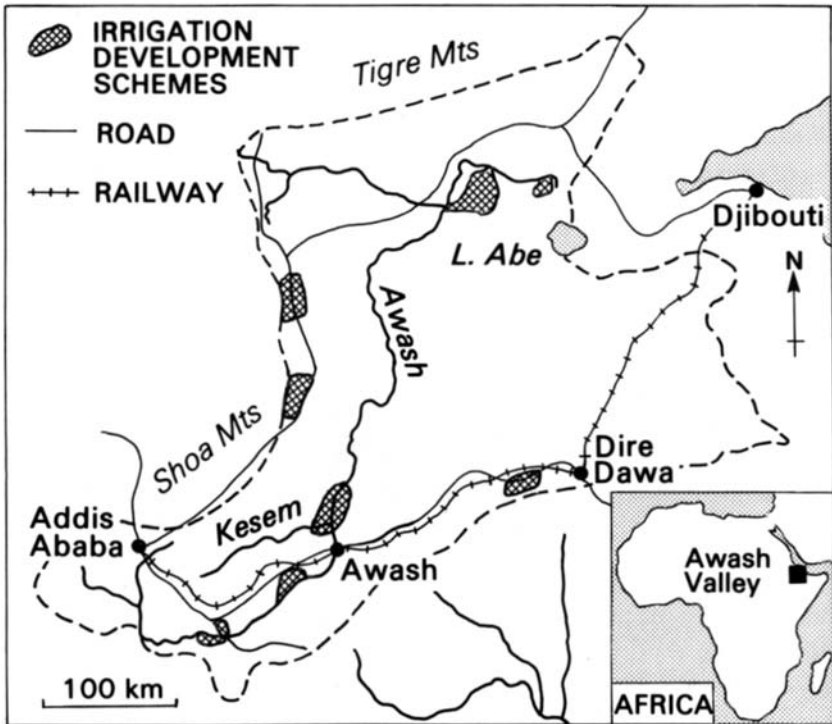 IRRIGATION
DEVELOPMENT
SCHEMES
ROAD
RAILWAY
Tigre Mts
Djibouti
L. Abe
N
Awash
Shoa Mts
Dire
Dawa
Addis
Ababa
Kesem
Awash
100 km
Awash
Valley
AFRICA